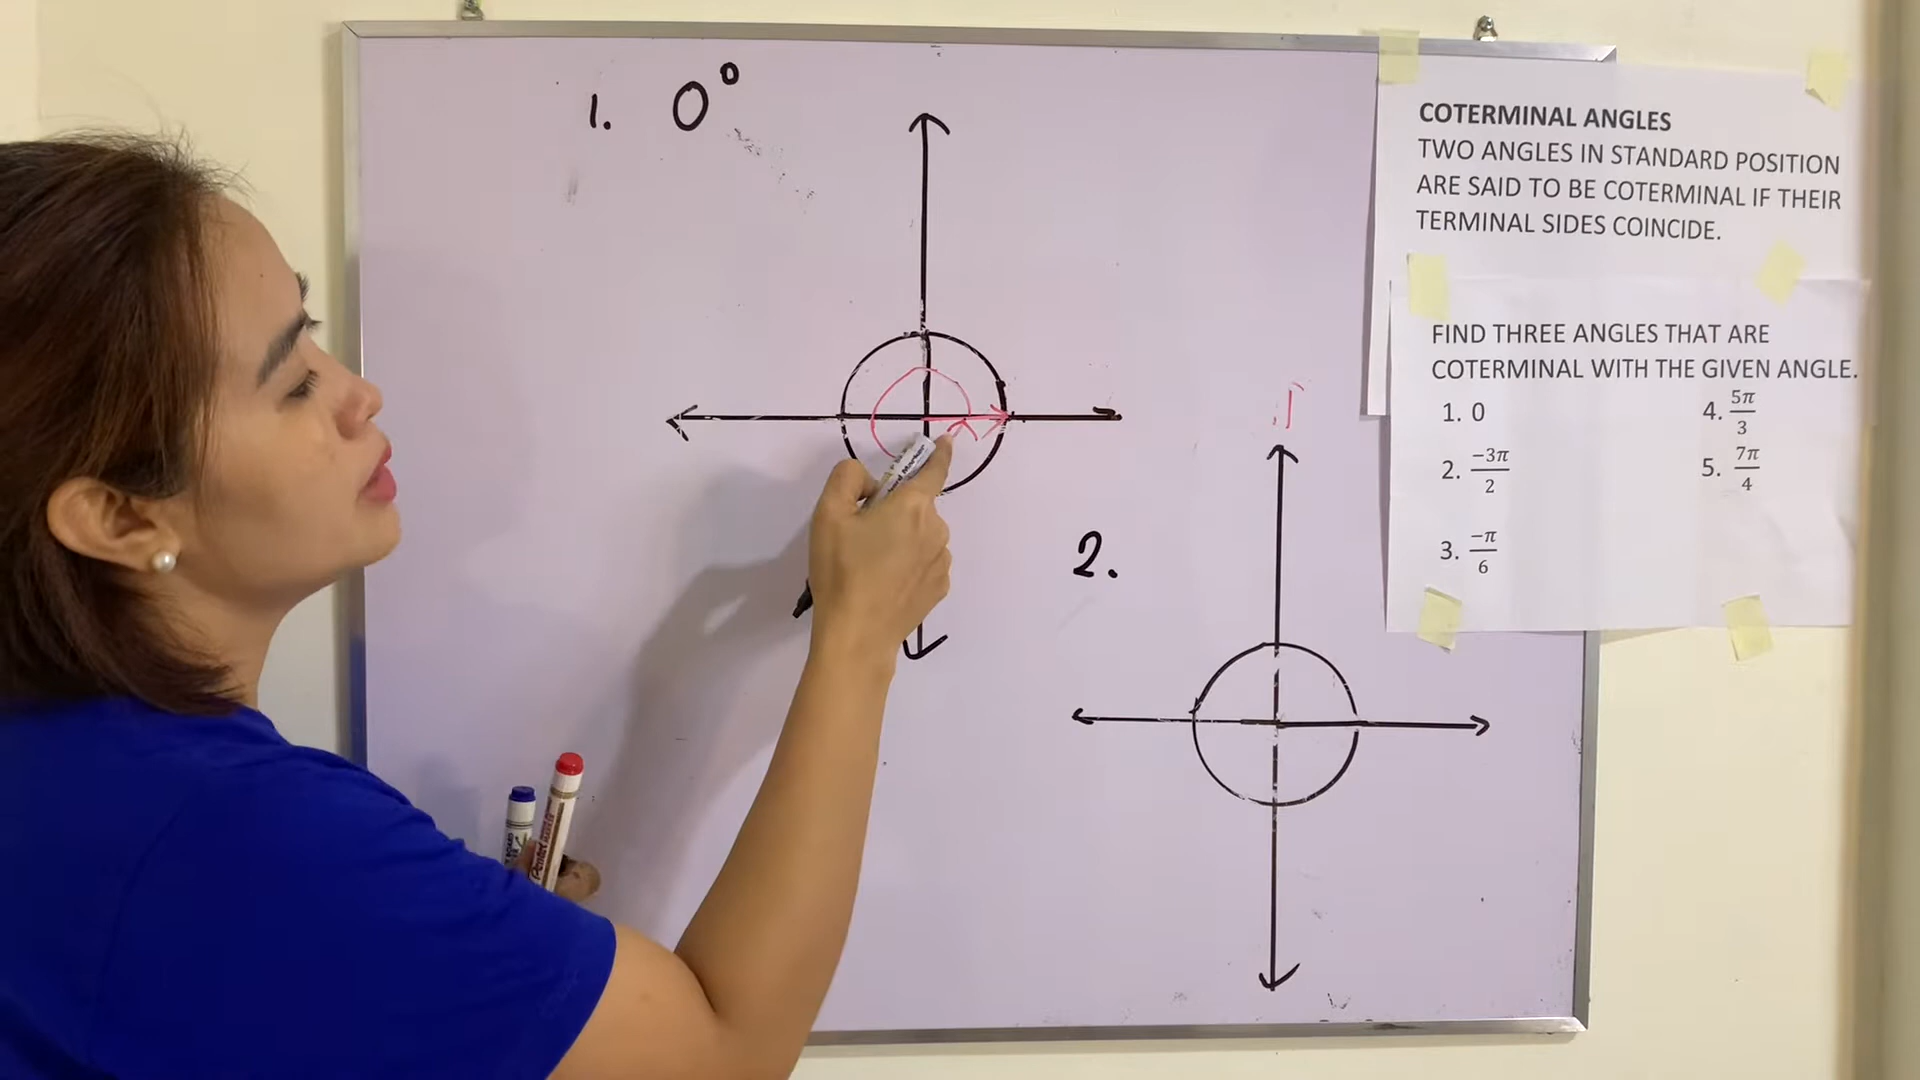 1. 0°
2.
COTERMINAL ANGLES
TWO ANGLES IN STANDARD POSITION
ARE SAID TO BE COTERMINAL IF THEIR
TERMINAL SIDES COINCIDE.
FIND THREE ANGLES THAT ARE
COTERMINAL WITH THE GIVEN ANGLE.
1. 0
2. -3π/2
3. -π/6
4. 5π/3
5. 7π/4